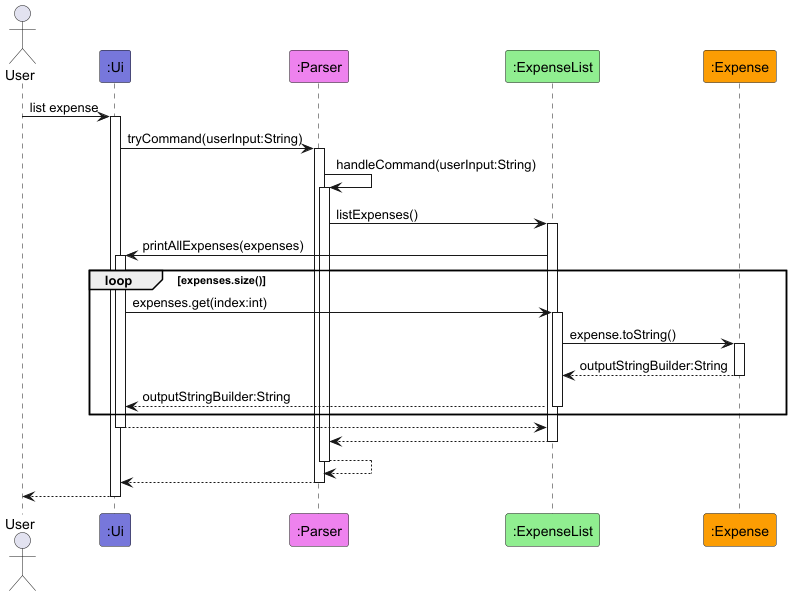 User
:Ui
:Parser
:ExpenseList
:Expense
list expense
tryCommand(userInput:String)
handleCommand(userInput:String)
listExpenses()
printAllExpenses(expenses)
loop
[expenses.size()]
expenses.get(index:int)
expense.toString()
outputStringBuilder:String
outputStringBuilder:String
User
:Ui
:Parser
:ExpenseList
:Expense